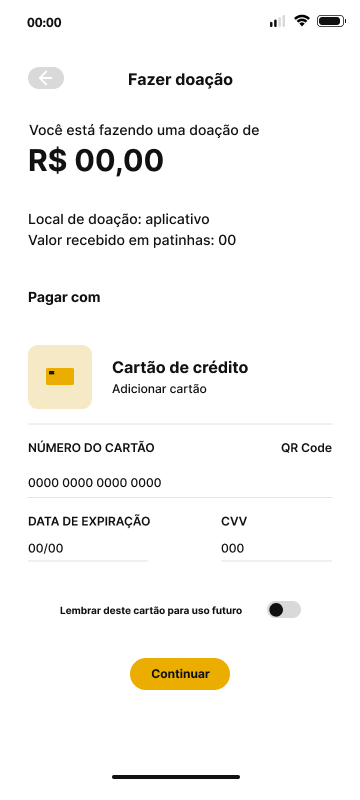 00:00
Fazer doação
Você está fazendo uma doação de
R$ 00,00
Local de doação: aplicativo
Valor recebido em patinhas: 00
Pagar com
Cartão de crédito
Adicionar cartão
NÚMERO DO CARTÃO
QR Code
0000 0000 0000 0000
DATA DE EXPIRAÇÃO
CVV
00/00
000
Lembrar deste cartão para uso futuro
Continuar